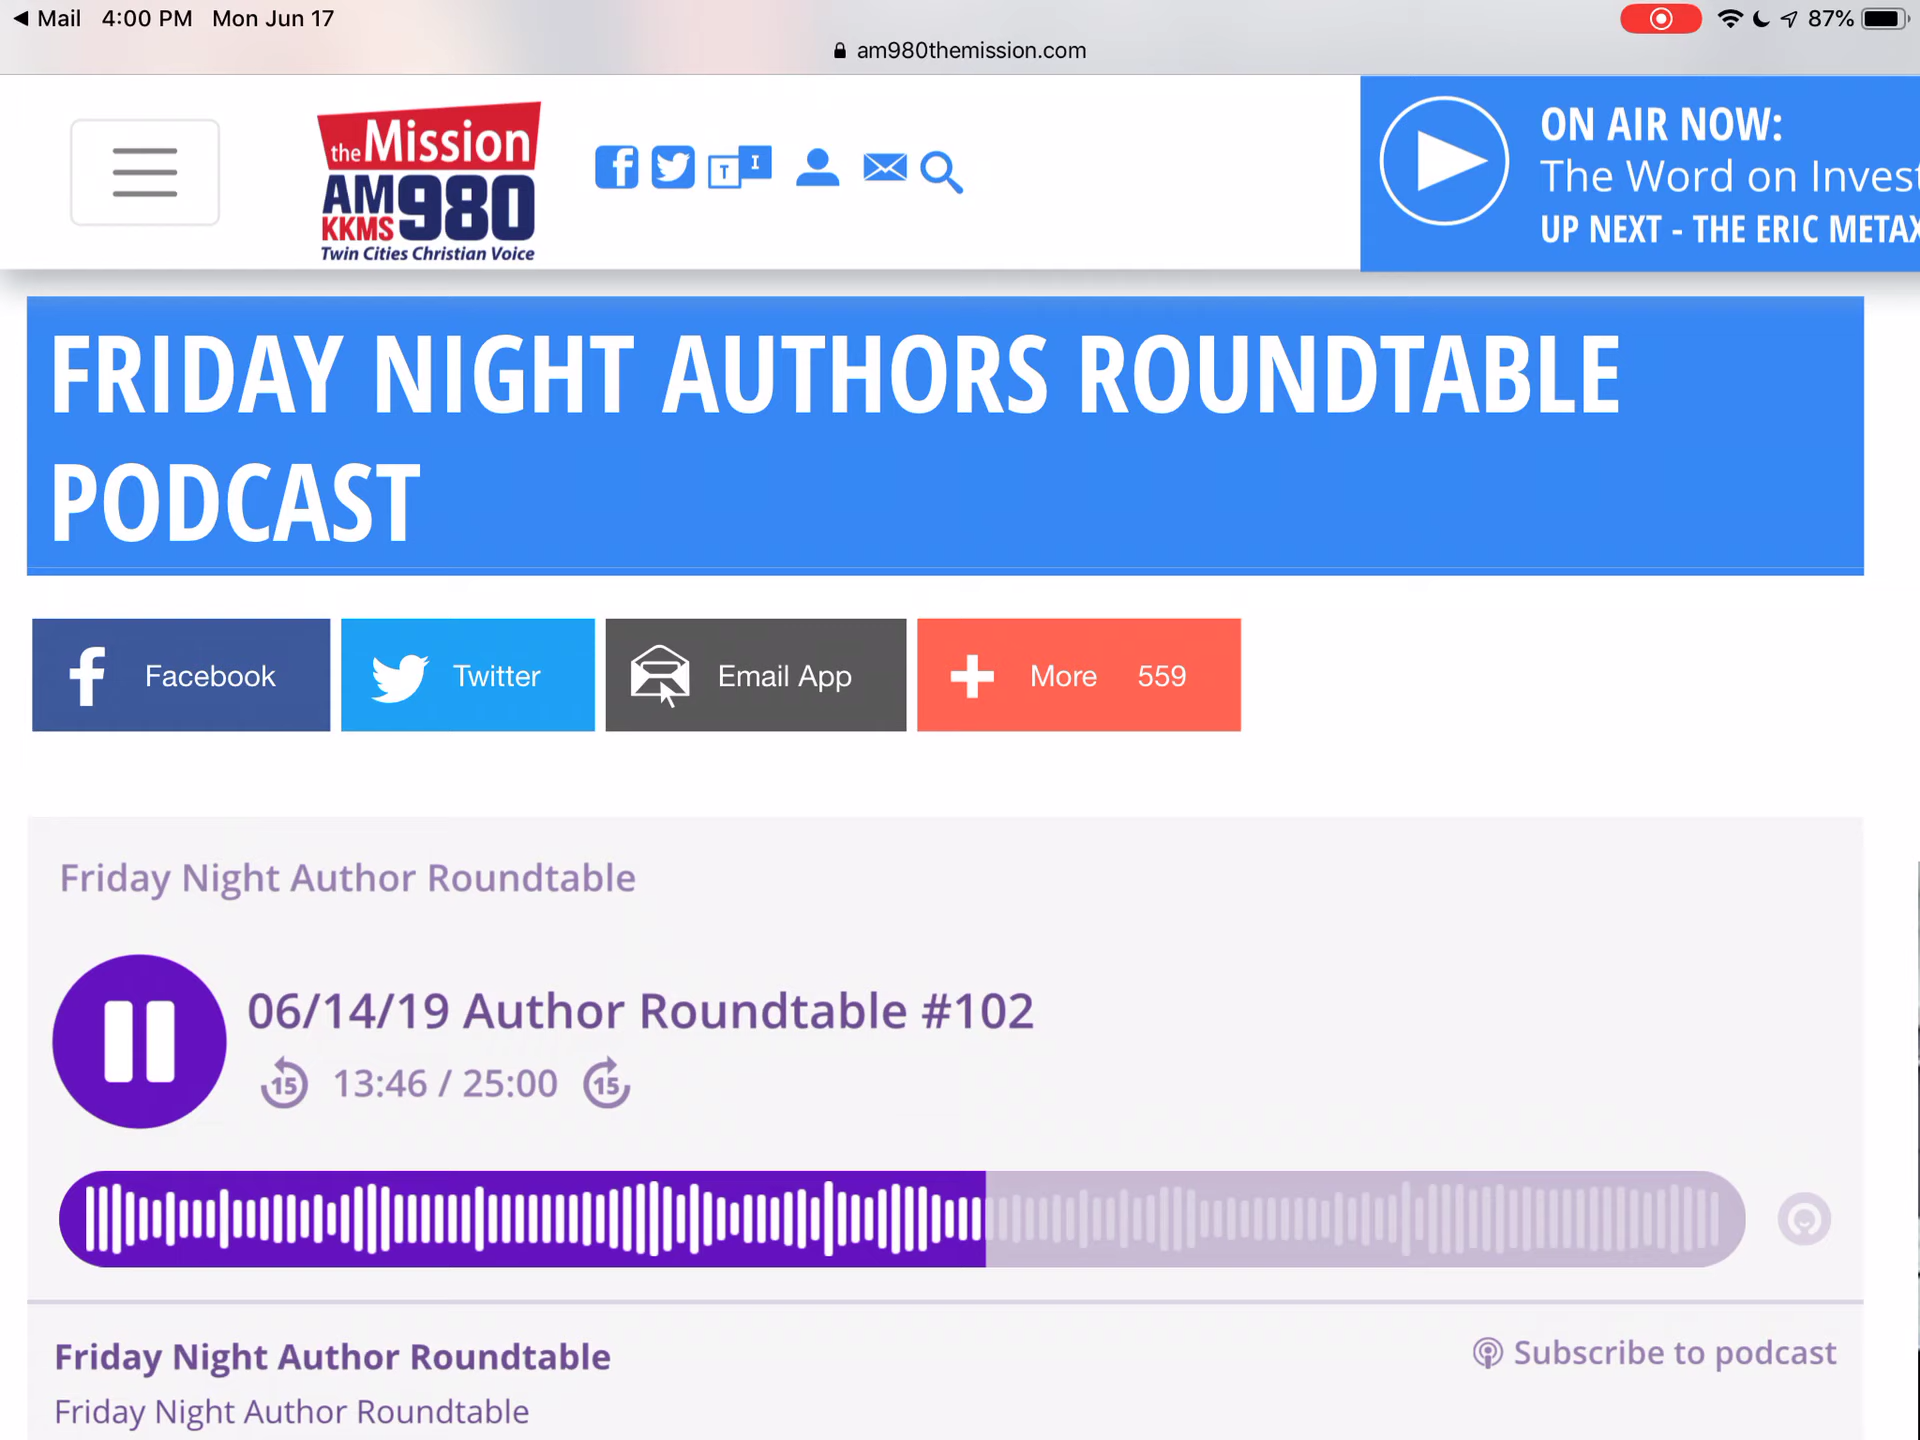 Mail 4:00 PM Mon Jun 17
87%
am980themission.com
the Mission
AM 980
KKMS
Twin Cities Christian Voice
T I
ON AIR NOW:
The Word on Invest
UP NEXT - THE ERIC METAX
FRIDAY NIGHT AUTHORS ROUNDTABLE
PODCAST
Facebook
Twitter
Email App
More 559
Friday Night Author Roundtable
06/14/19 Author Roundtable #102
15 13:46 / 25:00 15
Friday Night Author Roundtable
Subscribe to podcast
Friday Night Author Roundtable